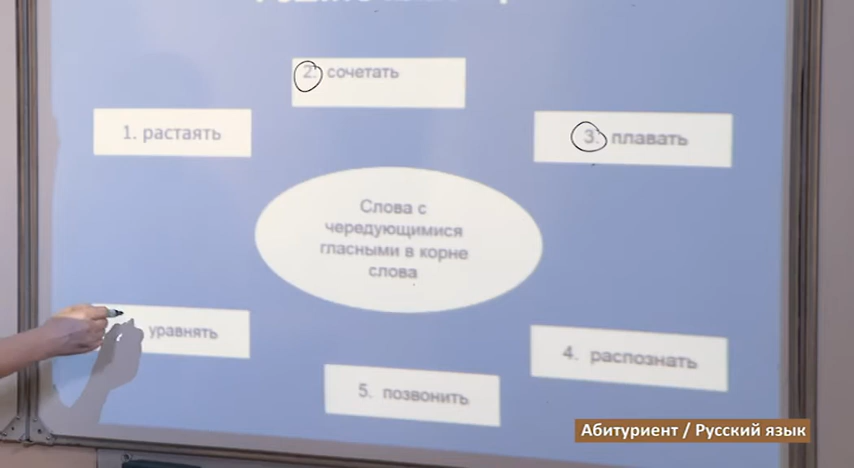 2. сочетать
1. растаять
3. плавать
Слова с
чередующимися
гласными в корне
слова
уравнять
4. распознать
5. позвонить
Абитуриент / Русский язык